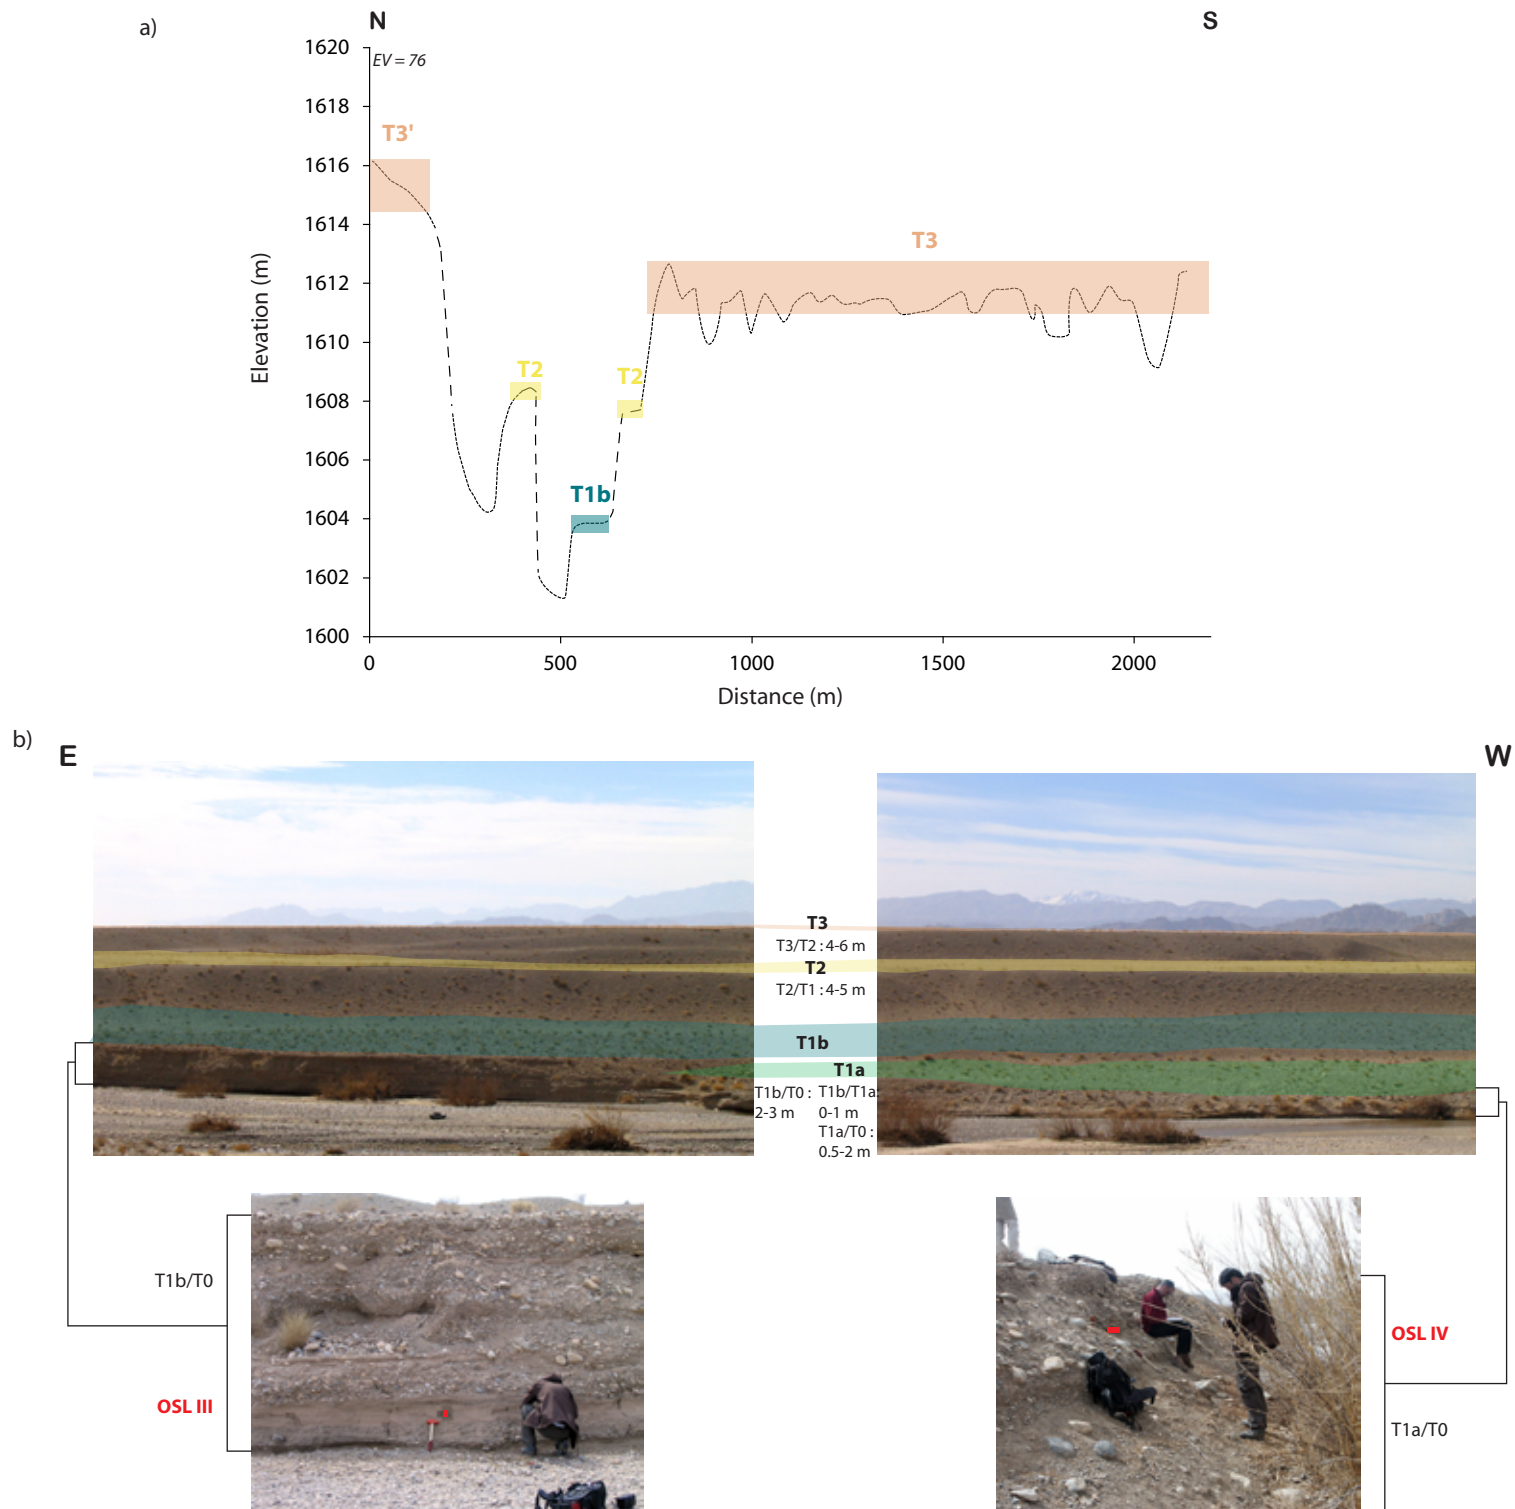 a)
N
S
1620
EV = 76
1618
T3'
1616
1614
T3
1612
Elevation (m)
1610
T2
T2
1608
1606
T1b
1604
1602
1600
0
500
1000
1500
2000
Distance (m)
b)
E
W
T3
T3/T2 : 4-6 m
T2
T2/T1 : 4-5 m
T1b
T1a
T1b/T0 :
2-3 m
T1b/T1a:
0-1 m
T1a/T0 :
0.5-2 m
T1b/T0
OSL III
OSL IV
T1a/T0